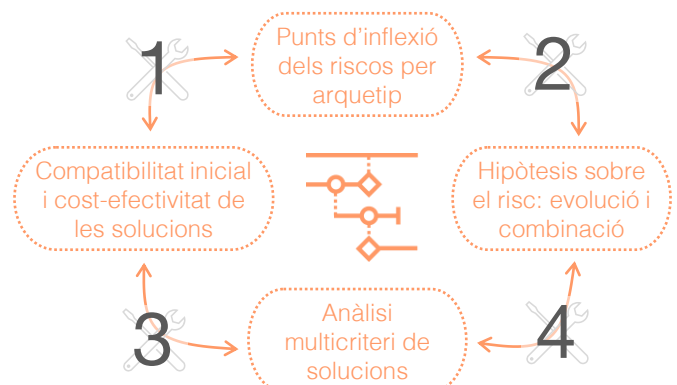 1
Punts d’inflexió
dels riscos per
arquetip
2
Compatibilitat inicial
i cost-efectivitat de
les solucions
Hipòtesis sobre
el risc: evolució i
combinació
3
Anàlisi
multicriteri de
solucions
4